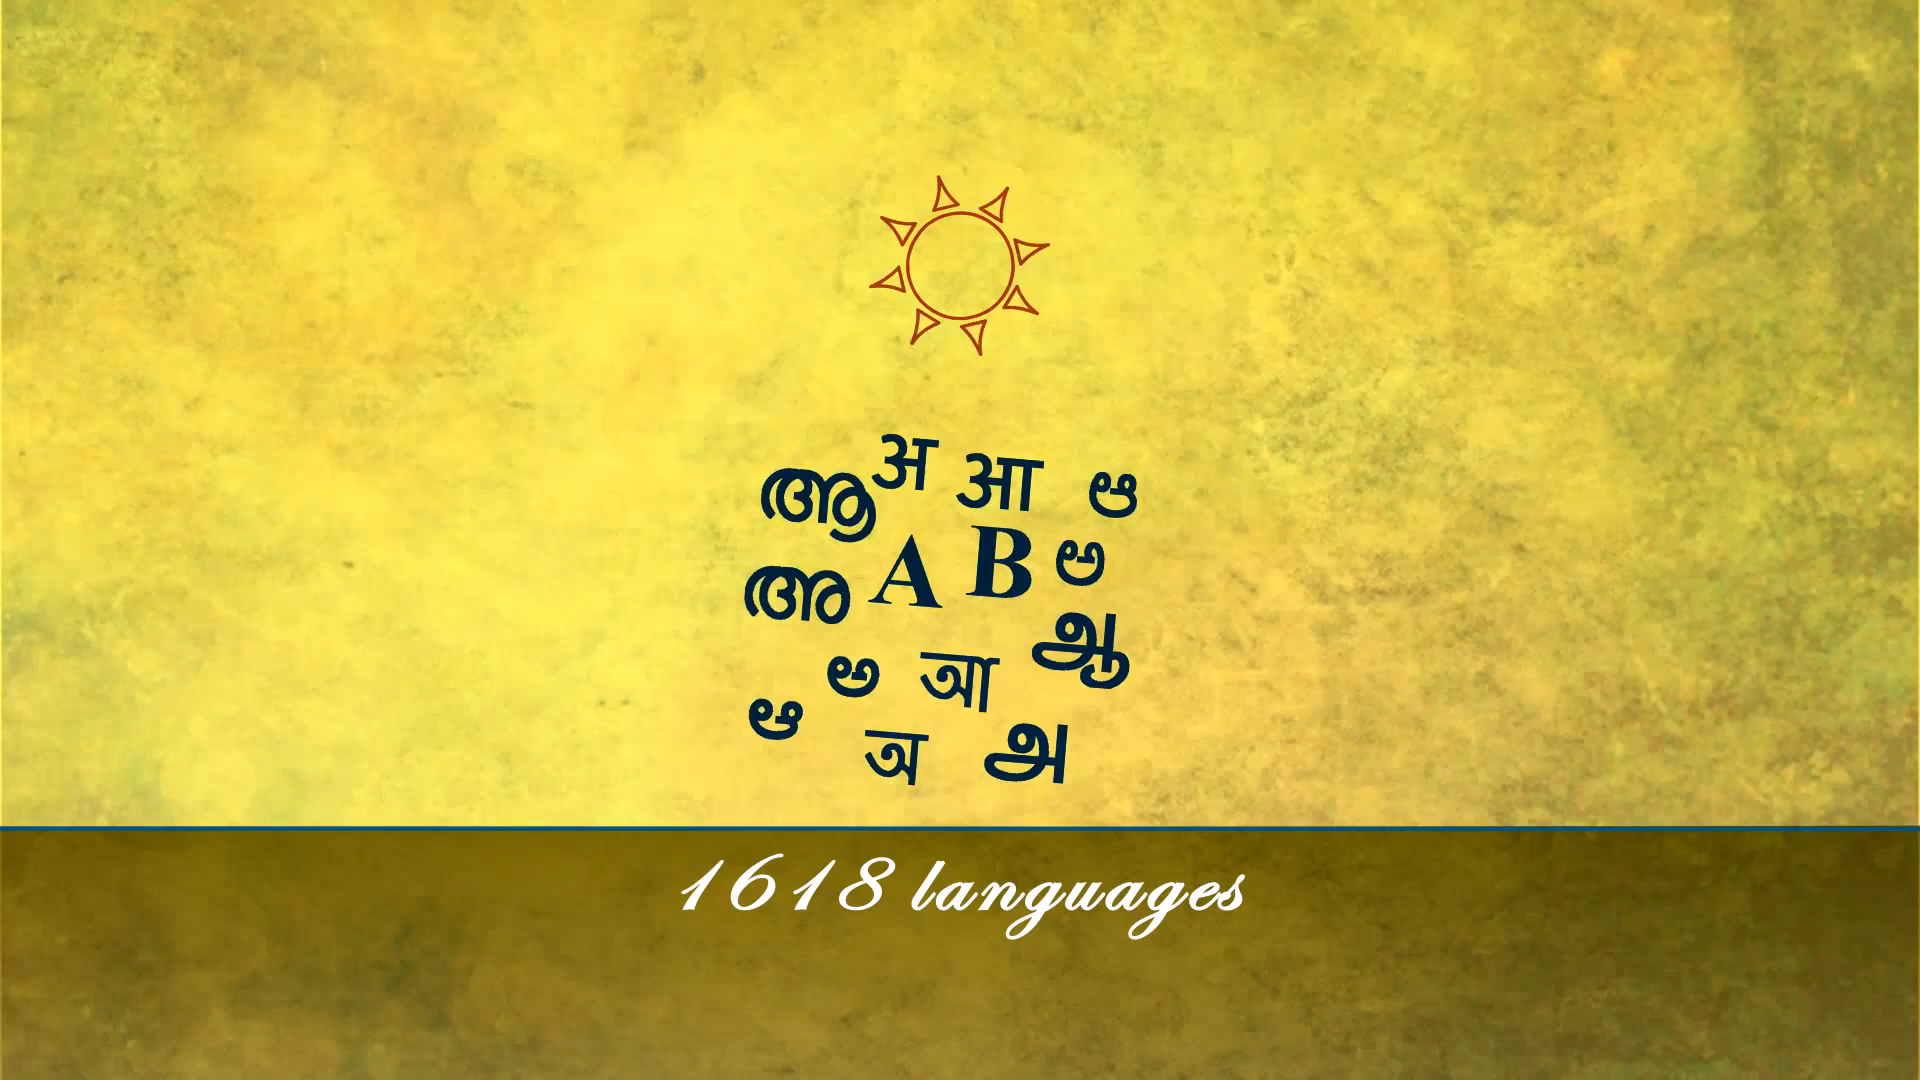 अ आ ఆ
ആ
A B అ
അ
ஆ
ಅ আ
ಆ
অ அ
1618 languages